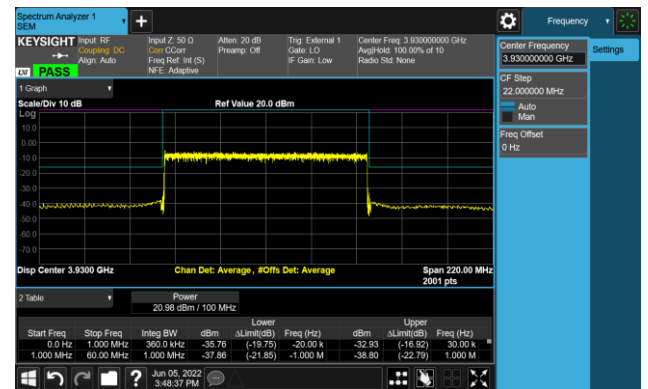 Spectrum Analyzer 1
SEM
+
Frequency
KEYSIGHT
Input: RF
Coupling: DC
Align: Auto
Input Z: 50 Ω
Corr CCorr
Freq Ref: Int (S)
NFE: Adaptive
Atten: 20 dB
Preamp: Off
Trig: External 1
Gate: LO
IF Gain: Low
Center Freq: 3.930000000 GHz
Avg|Hold: 100.00% of 10
Radio Std: None
LXI PASS
Center Frequency
3.930000000 GHz
Settings
CF Step
22.000000 MHz
Auto
Man
Freq Offset
0 Hz
1 Graph
Scale/Div 10 dB
Ref Value 20.0 dBm
Log
10.0
0.00
-10.0
-20.0
-30.0
-40.0
-50.0
-60.0
-70.0
Disp Center 3.9300 GHz
Chan Det: Average , #Offs Det: Average
Span 220.00 MHz
2001 pts
2 Table
Power
20.98 dBm / 100 MHz
Lower Upper
Start Freq Stop Freq Integ BW dBm ΔLimit(dB) Freq (Hz) dBm ΔLimit(dB) Freq (Hz)
0.0 Hz 1.000 MHz 360.0 kHz -35.76 (-19.75) -20.00 k -32.93 (-16.92) 30.00 k
1.000 MHz 60.00 MHz 1.000 MHz -37.86 (-21.85) -1.000 M -38.80 (-22.79) 1.000 M
?
Jun 05, 2022
3:48:37 PM